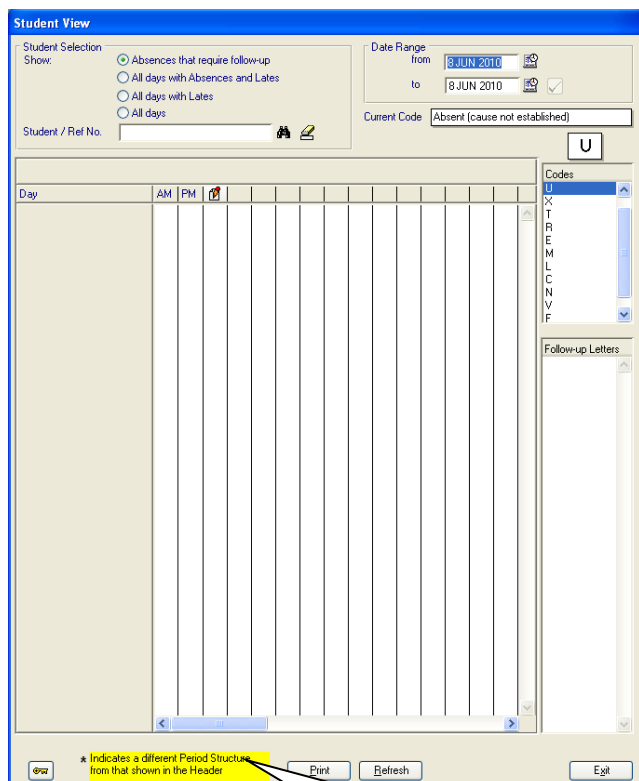 Student View
Student Selection
Show:
Absences that require follow-up
All days with Absences and Lates
All days with Lates
All days
Student / Ref No.
Date Range
from 8 JUN 2010
to 8 JUN 2010
Current Code Absent (cause not established)
U
Day AM PM
Codes
U
X
T
R
E
M
L
C
N
V
F
Follow-up Letters
* Indicates a different Period Structure
from that shown in the Header
Print Refresh Exit